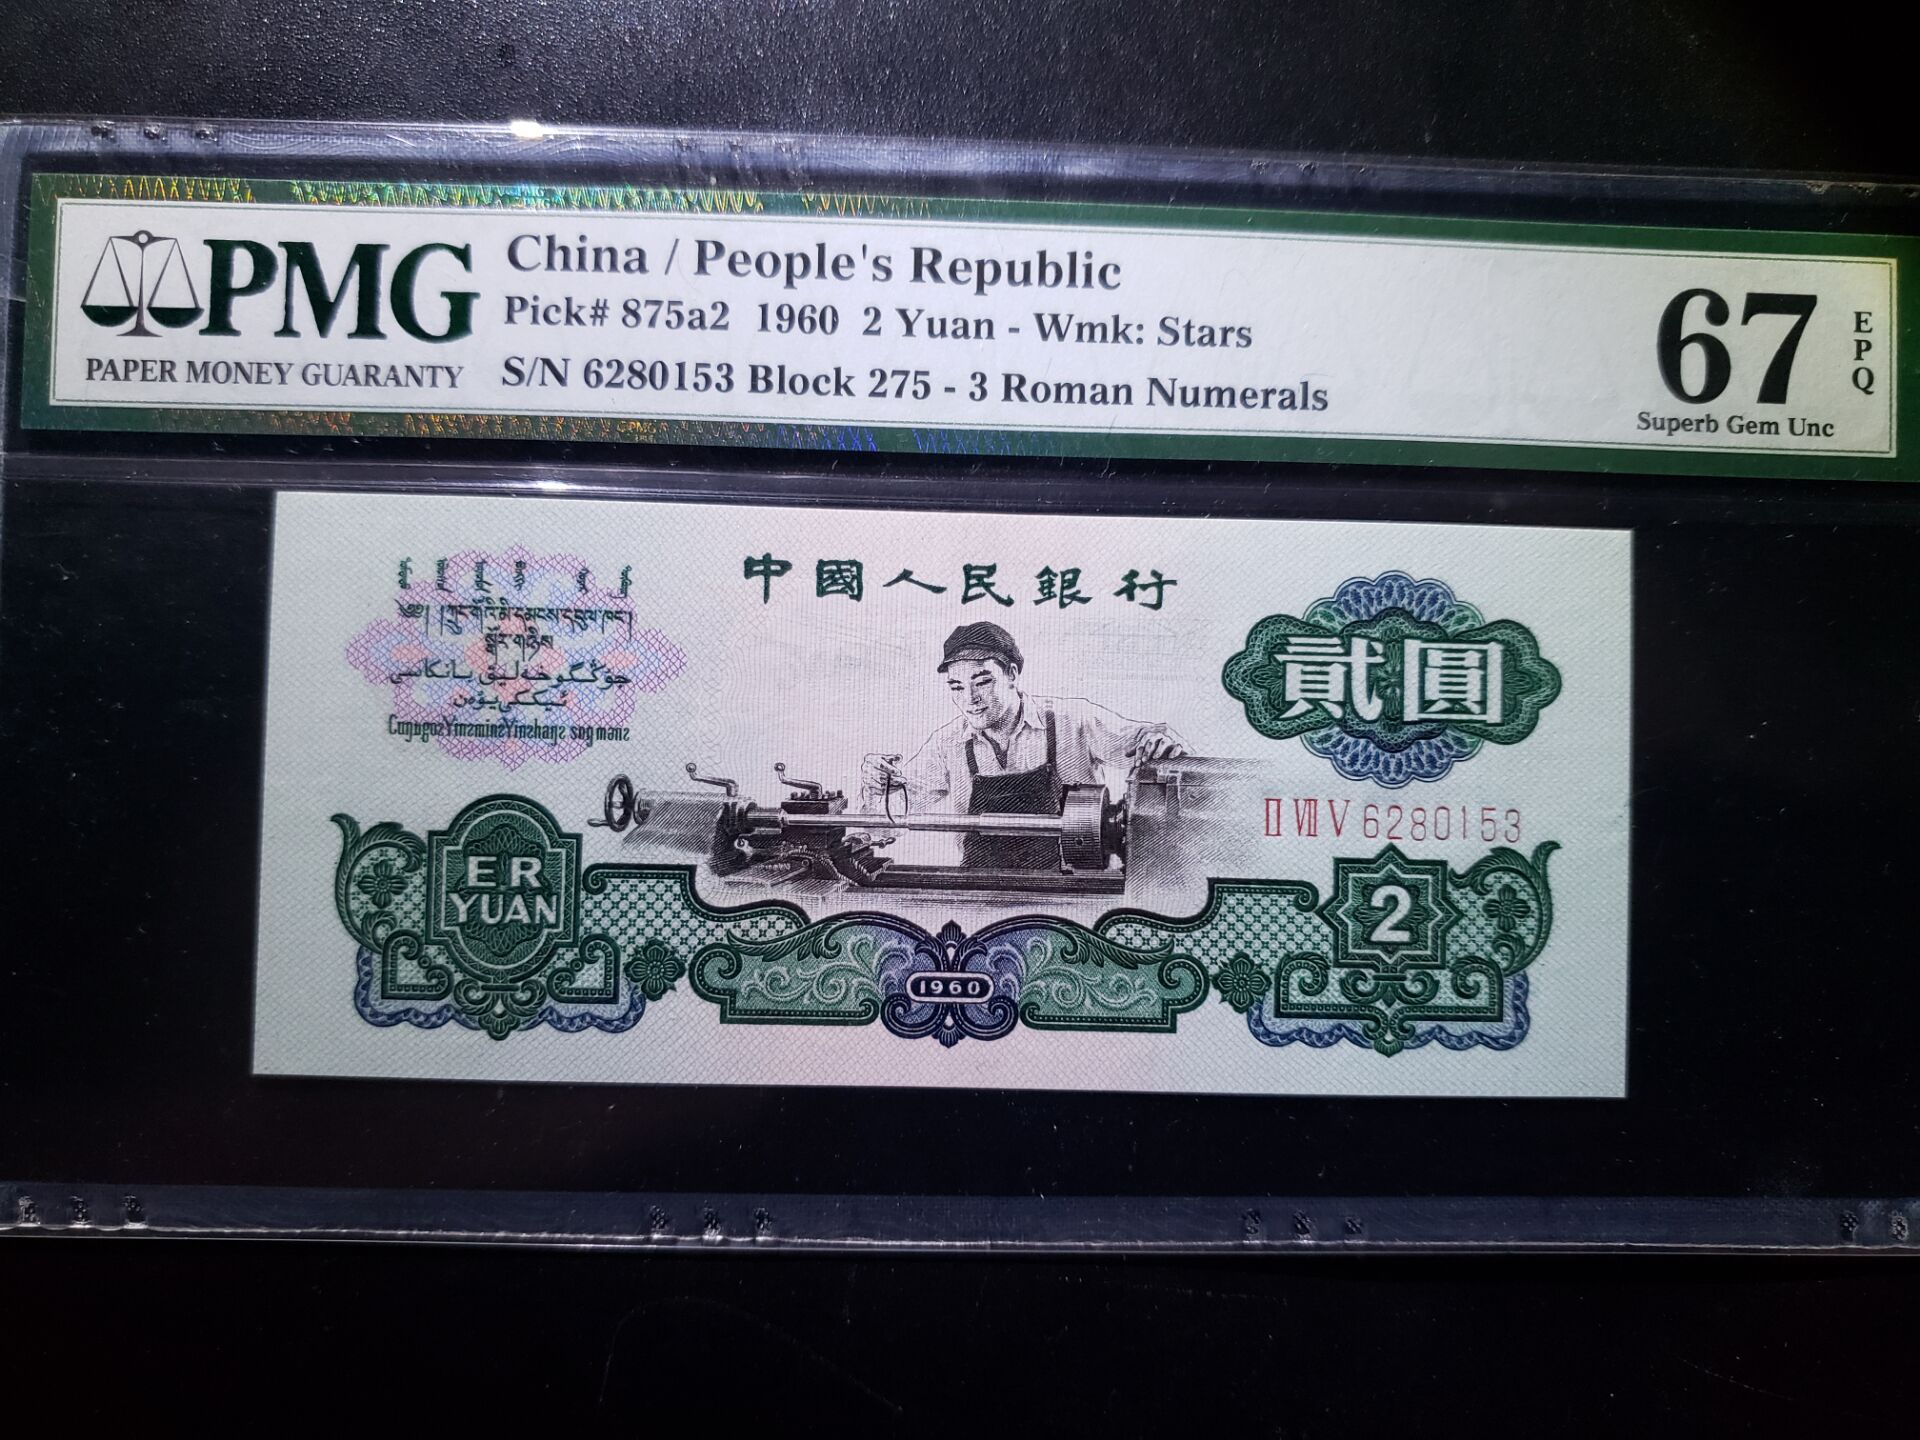 PMG
PAPER MONEY GUARANTY
China / People's Republic
Pick# 875a2 1960 2 Yuan - Wmk: Stars
S/N 6280153 Block 275 - 3 Roman Numerals
67
EPQ
Superb Gem Unc
中國人民銀行
贰圓
Ⅱ Ⅶ Ⅴ 6280153
ER
YUAN
1960
2